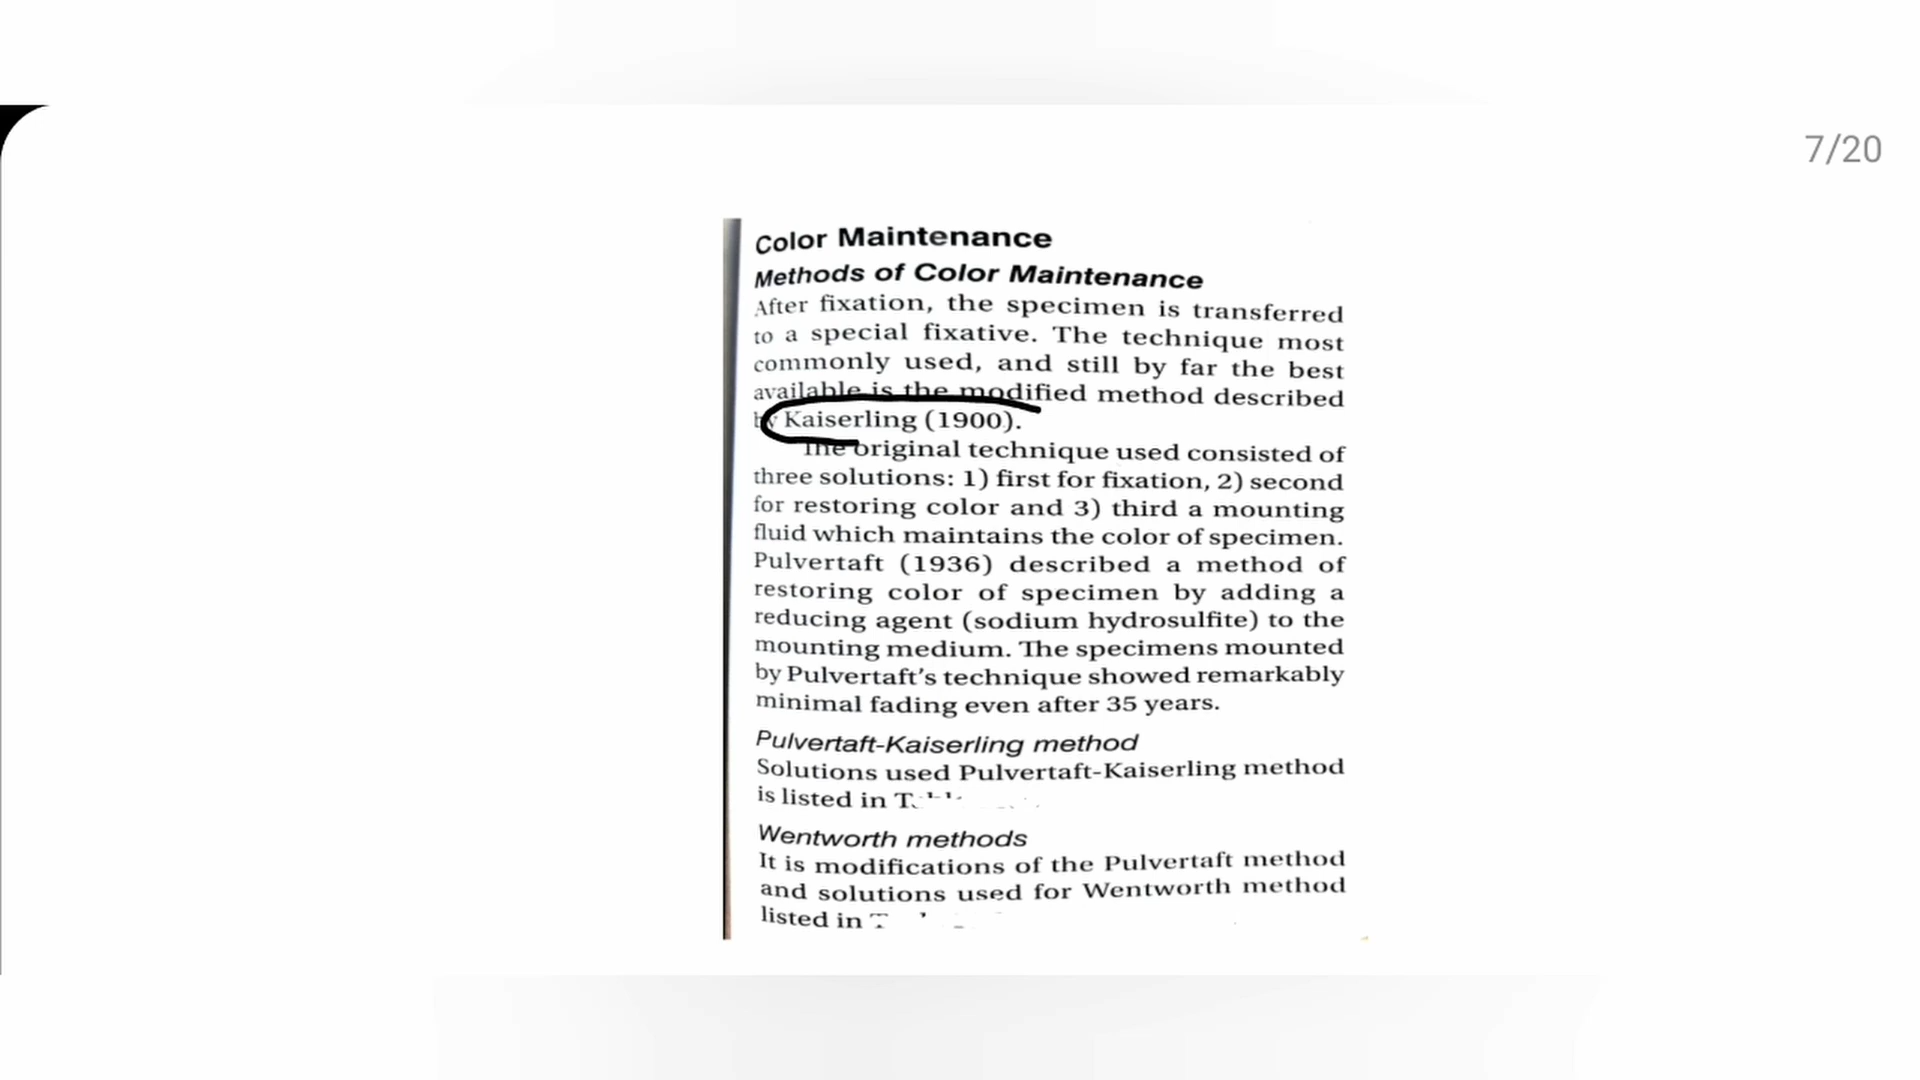 7/20
Color Maintenance
Methods of Color Maintenance
After fixation, the specimen is transferred
to a special fixative. The technique most
commonly used, and still by far the best
available is the modified method described
by Kaiserling (1900).
The original technique used consisted of
three solutions: 1) first for fixation, 2) second
for restoring color and 3) third a mounting
fluid which maintains the color of specimen.
Pulvertaft (1936) described a method of
restoring color of specimen by adding a
reducing agent (sodium hydrosulfite) to the
mounting medium. The specimens mounted
by Pulvertaft's technique showed remarkably
minimal fading even after 35 years.
Pulvertaft-Kaiserling method
Solutions used Pulvertaft-Kaiserling method
is listed in
Wentworth methods
It is modifications of the Pulvertaft method
and solutions used for Wentworth method
listed in